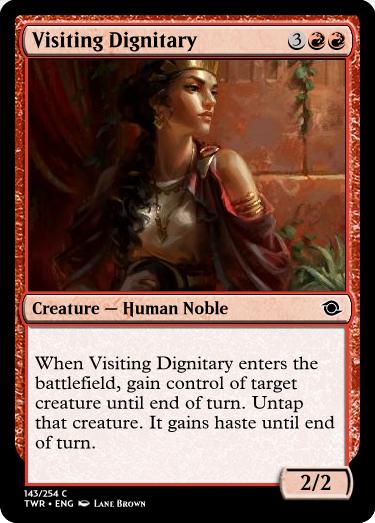 Visiting Dignitary 3
Creature — Human Noble
When Visiting Dignitary enters the
battlefield, gain control of target
creature until end of turn. Untap
that creature. It gains haste until end
of turn.
2/2
143/254 C
TWR • ENG Lane Brown